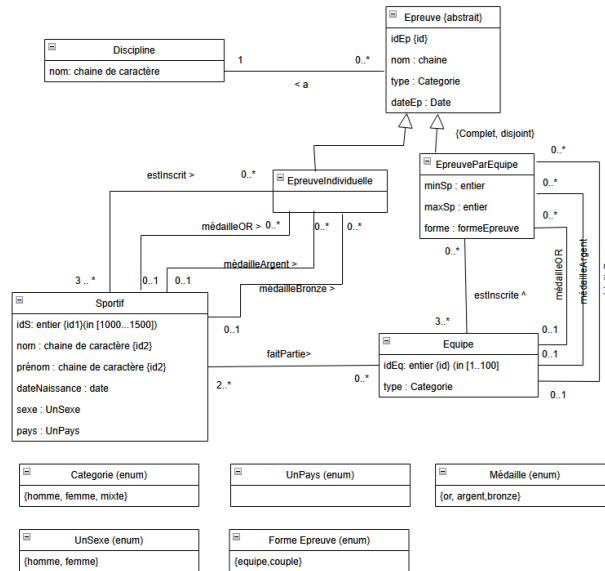 Epreuve {abstrait}
idEp {id}
nom : chaine
type : Categorie
dateEp : Date
Discipline
nom: chaine de caractère
1
0..*
< a
{Complet, disjoint}
EpreuveIndividuelle
EpreuveParEquipe
minSp : entier
maxSp : entier
forme : formeEpreuve
0..*
0..*
0..*
0..*
estInscrit >
0..*
3 .. *
médailleOR >
0..*
0..*
0..*
0..1
médailleArgent >
0..1
médailleBronze >
0..1
estInscrite ^
3..*
médailleOR
médailleArgent
0..1
0..1
0..1
Sportif
idS: entier {id1}(in [1000...1500])
nom : chaine de caractère {id2}
prénom : chaine de caractère {id2}
dateNaissance : date
sexe : UnSexe
pays : UnPays
faitPartie>
2..*
0..*
Equipe
idEq: entier {id} (in [1..100]
type : Categorie
Categorie (enum)
{homme, femme, mixte}
UnPays (enum)
Médaille (enum)
{or, argent,bronze}
UnSexe (enum)
{homme, femme}
Forme Epreuve (enum)
{equipe,couple}